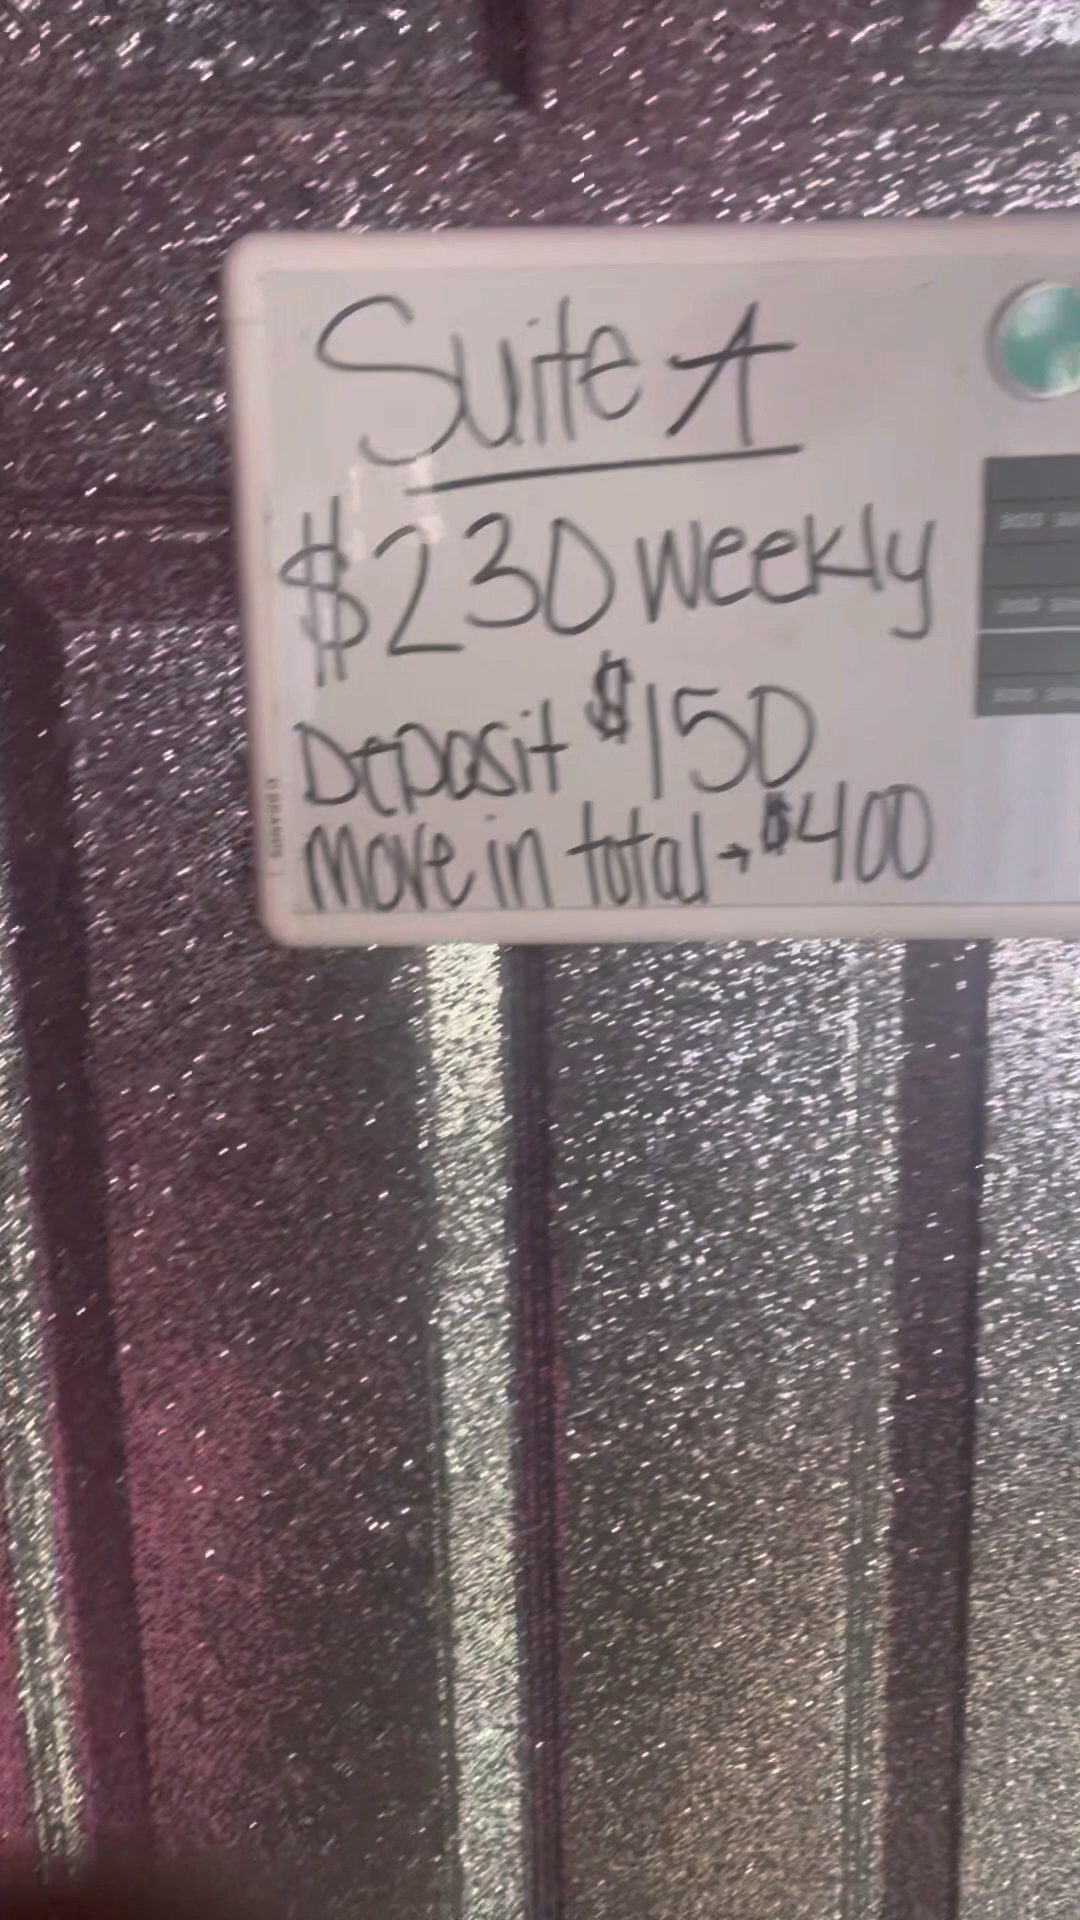 Suite A
$230 weekly
Deposit $150
Move in total → $400